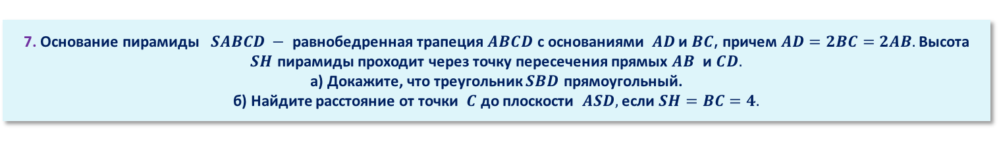 7. Основание пирамиды SABCD − равнобедренная трапеция ABCD с основаниями AD и BC, причем AD = 2BC = 2AB. Высота
SH пирамиды проходит через точку пересечения прямых AB и CD.
а) Докажите, что треугольник SBD прямоугольный.
б) Найдите расстояние от точки C до плоскости ASD, если SH = BC = 4.